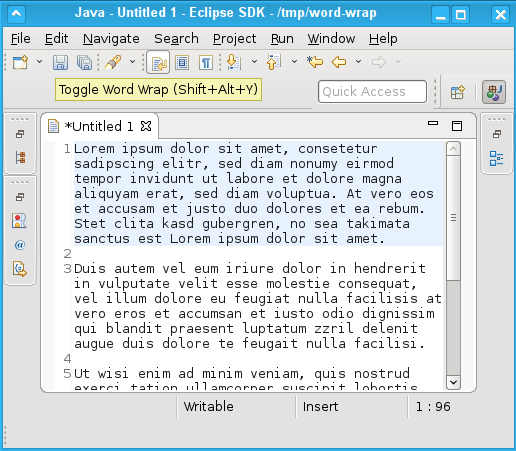 Java - Untitled 1 - Eclipse SDK - /tmp/word-wrap
File Edit Navigate Search Project Run Window Help
Toggle Word Wrap (Shift+Alt+Y)
Quick Access
*Untitled 1
1 Lorem ipsum dolor sit amet, consetetur
sadipscing elitr, sed diam nonumy eirmod
tempor invidunt ut labore et dolore magna
aliquyam erat, sed diam voluptua. At vero eos
et accusam et justo duo dolores et ea rebum.
Stet clita kasd gubergren, no sea takimata
sanctus est Lorem ipsum dolor sit amet.
2
3 Duis autem vel eum iriure dolor in hendrerit
in vulputate velit esse molestie consequat,
vel illum dolore eu feugiat nulla facilisis at
vero eros et accumsan et iusto odio dignissim
qui blandit praesent luptatum zzril delenit
augue duis dolore te feugait nulla facilisi.
4
5 Ut wisi enim ad minim veniam, quis nostrud
exerci tation ullamcorper suscipit lobortis
Writable Insert 1 : 96